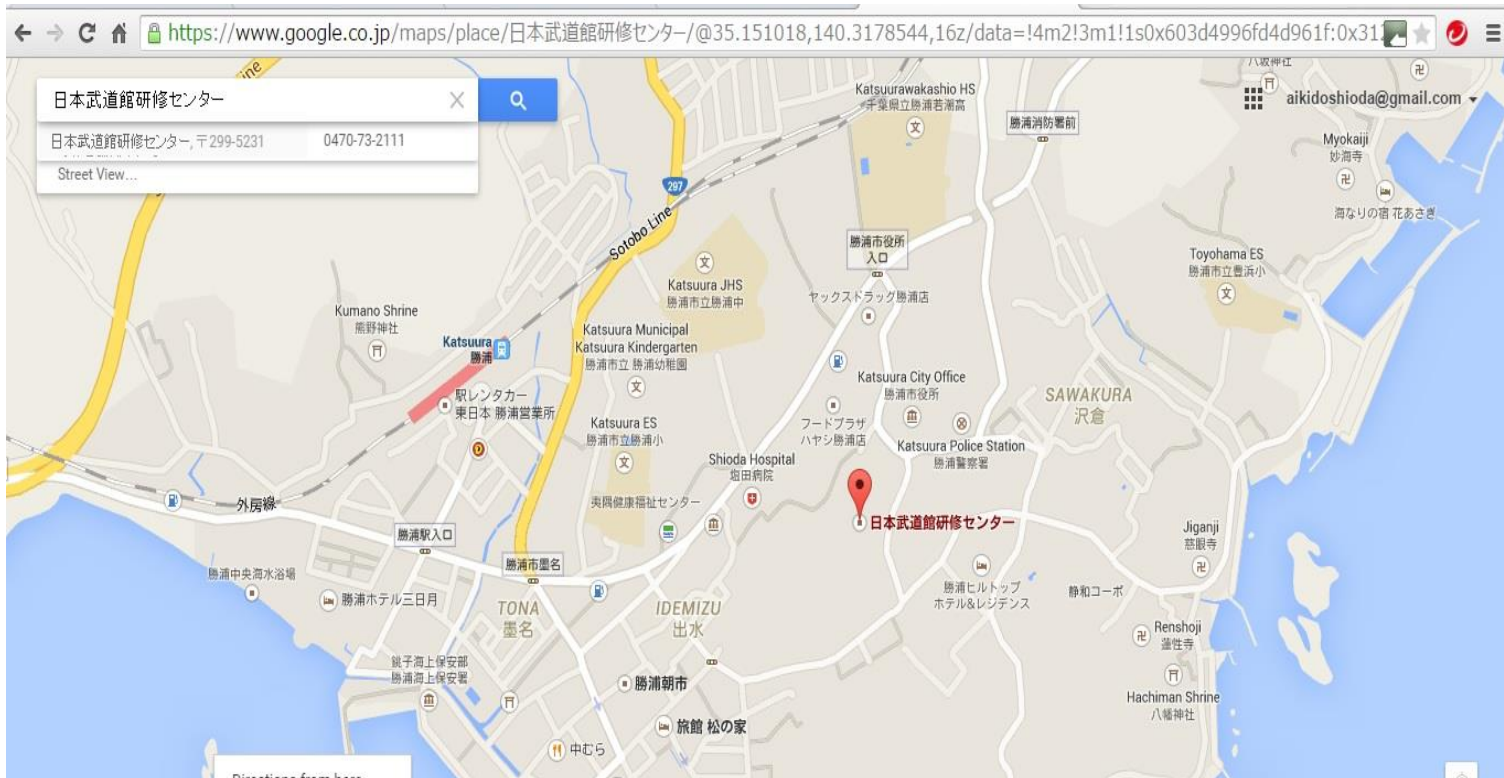 https://www.google.co.jp/maps/place/日本武道館研修センター/@35.151018,140.3178544,16z/data=!4m2!3m1!1s0x603d4996fd4d961f:0x31
日本武道館研修センター
aikidoshioda@gmail.com
日本武道館研修センター, 〒299-5231
0470-73-2111
Street View...
ine
297
Sotobo Line
Katsuurawakashio HS
千葉県立勝浦若潮高
勝浦消防署前
八坂神社
Myokaiji
妙海寺
海なりの宿 花あさぎ
勝浦市役所
入口
Toyohama ES
勝浦市立豊浜小
Katsuura JHS
勝浦市立勝浦中
ヤックスドラッグ勝浦店
Kumano Shrine
熊野神社
Katsuura
勝浦
Katsuura Municipal
Katsuura Kindergarten
勝浦市立 勝浦幼稚園
駅レンタカー
東日本 勝浦営業所
Katsuura City Office
勝浦市役所
SAWAKURA
沢倉
Katsuura ES
勝浦市立勝浦小
フードプラザ
ハヤシ勝浦店
Katsuura Police Station
勝浦警察署
Shioda Hospital
塩田病院
外房線
夷隅健康福祉センター
日本武道館研修センター
勝浦駅入口
Jiganji
慈眼寺
勝浦市墨名
勝浦中央海水浴場
勝浦ホテル三日月
勝浦ヒルトップ
ホテル&レジデンス
静和コーポ
TONA
墨名
IDEMIZU
出水
Renshoji
蓮性寺
銚子海上保安部
勝浦海上保安署
勝浦朝市
Hachiman Shrine
八幡神社
旅館 松の家
中むら
Directions from here